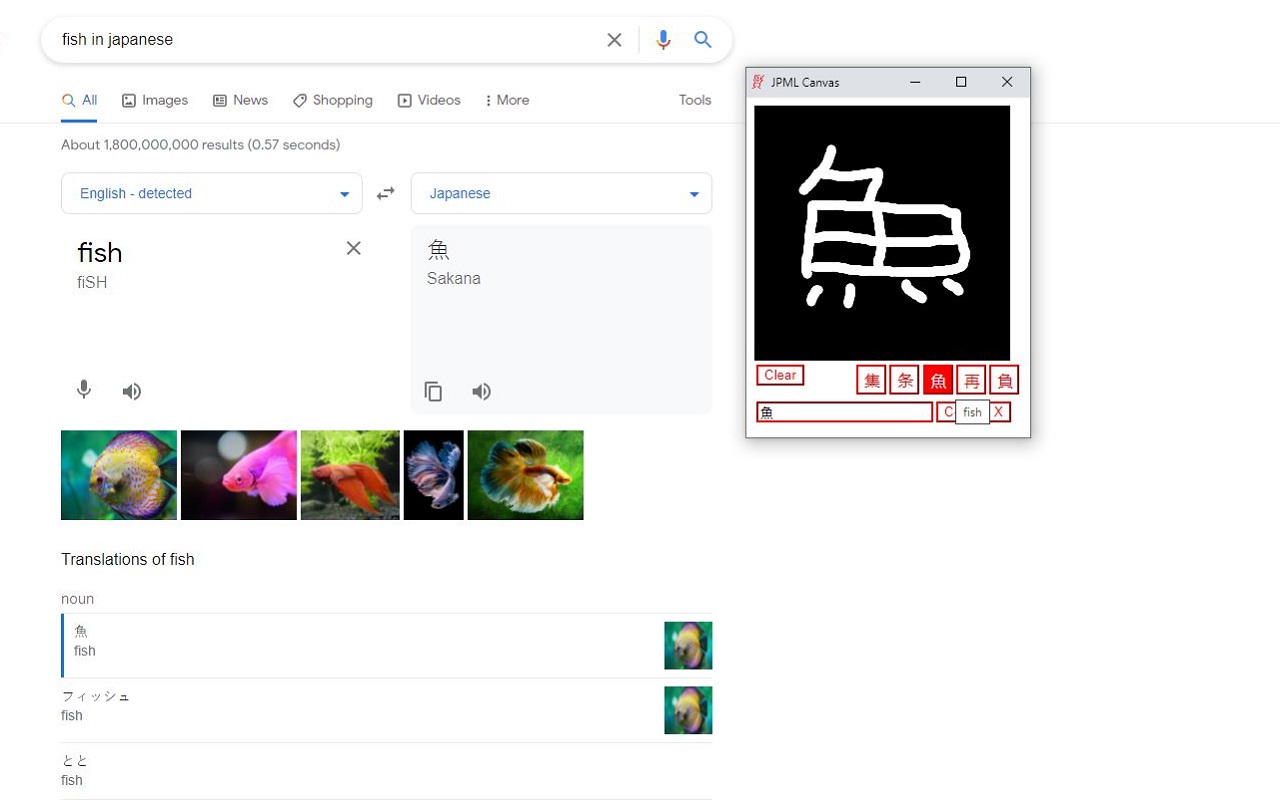 fish in japanese
All Images News Shopping Videos More Tools
About 1,800,000,000 results (0.57 seconds)
English - detected
Japanese
fish
fiSH
魚
Sakana
Translations of fish
noun
魚
fish
フィッシュ
fish
とと
fish
JPML Canvas
魚
Clear
集 条 魚 再 負
魚
C fish X